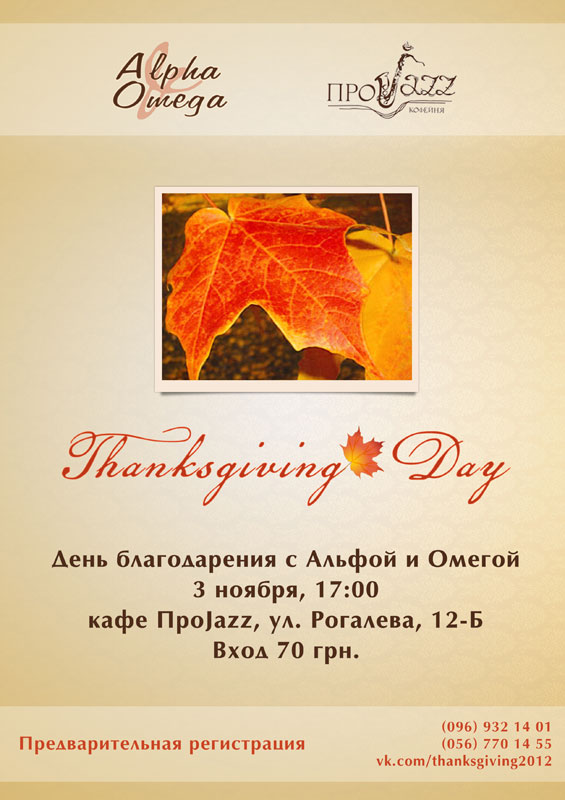 Alpha
& Omega
ПРОJAZZ
КОФЕЙНЯ
Thanksgiving Day
День благодарения с Альфой и Омегой
3 ноября, 17:00
кафе ПроJazz, ул. Рогалева, 12-Б
Вход 70 грн.
Предварительная регистрация
(096) 932 14 01
(056) 770 14 55
vk.com/thanksgiving2012